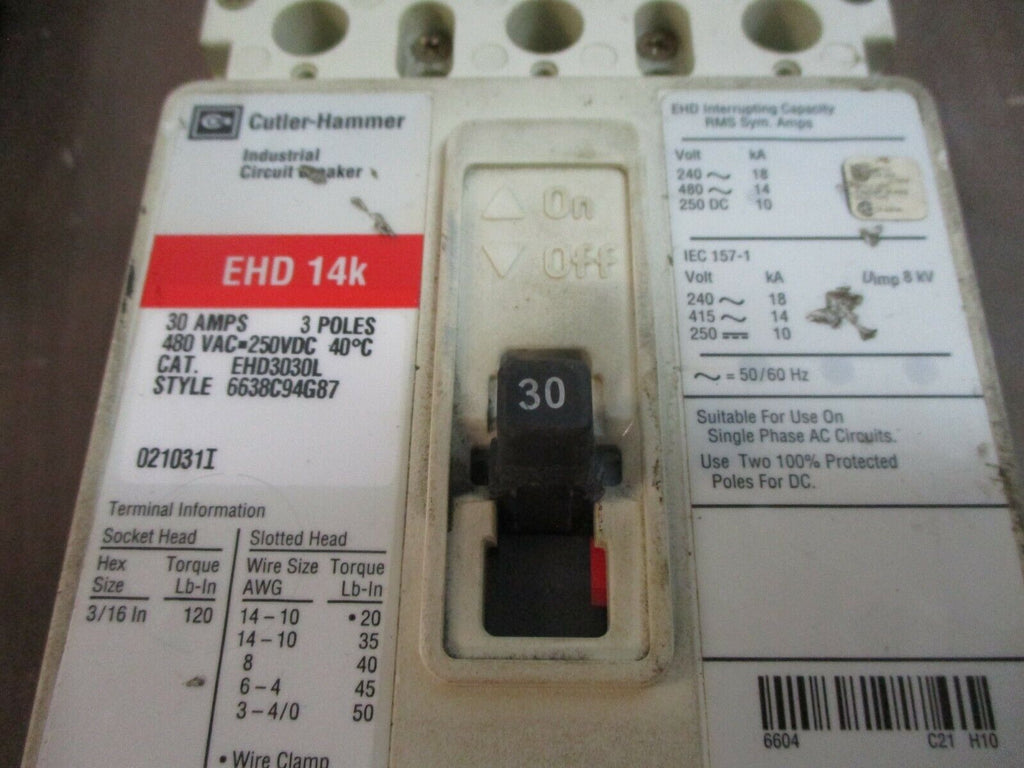 Cutler-Hammer
Industrial
Circuit
EHD 14k
30 AMPS 3 POLES
480 VAC▪250VDC 40°C
CAT. EHD3030L
STYLE 6638C94G87
021031I
Terminal Information
Socket Head
Hex Torque
Size Lb-In
3/16 In 120
Slotted Head
Wire Size Torque
AWG Lb-In
14 – 10 • 20
14 – 10 35
8 40
6 – 4 45
3 – 4/0 50
• Wire Clamp
On
Off
30
EHD Interrupting Capacity
RMS Sym. Amps
Volt kA
240 ~ 18
480 ~ 14
250 DC 10
IEC 157-1
Volt kA Uimp 8 kV
240 ~ 18
415 ~ 14
250 ⎓ 10
~ = 50/60 Hz
Suitable For Use On
Single Phase AC Circuits.
Use Two 100% Protected
Poles For DC.
6604 C21 H10